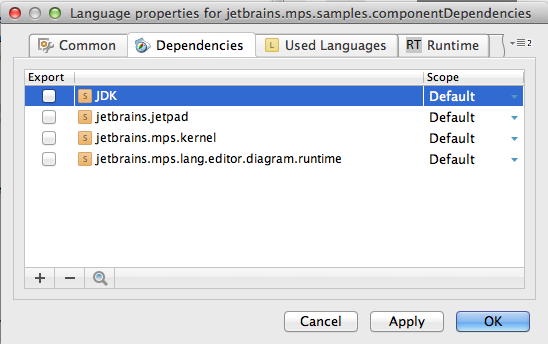 Language properties for jetbrains.mps.samples.componentDependencies
Common Dependencies L Used Languages RT Runtime 2
Export Scope
S JDK Default
S jetbrains.jetpad Default
S jetbrains.mps.kernel Default
S jetbrains.mps.lang.editor.diagram.runtime Default
Cancel Apply OK